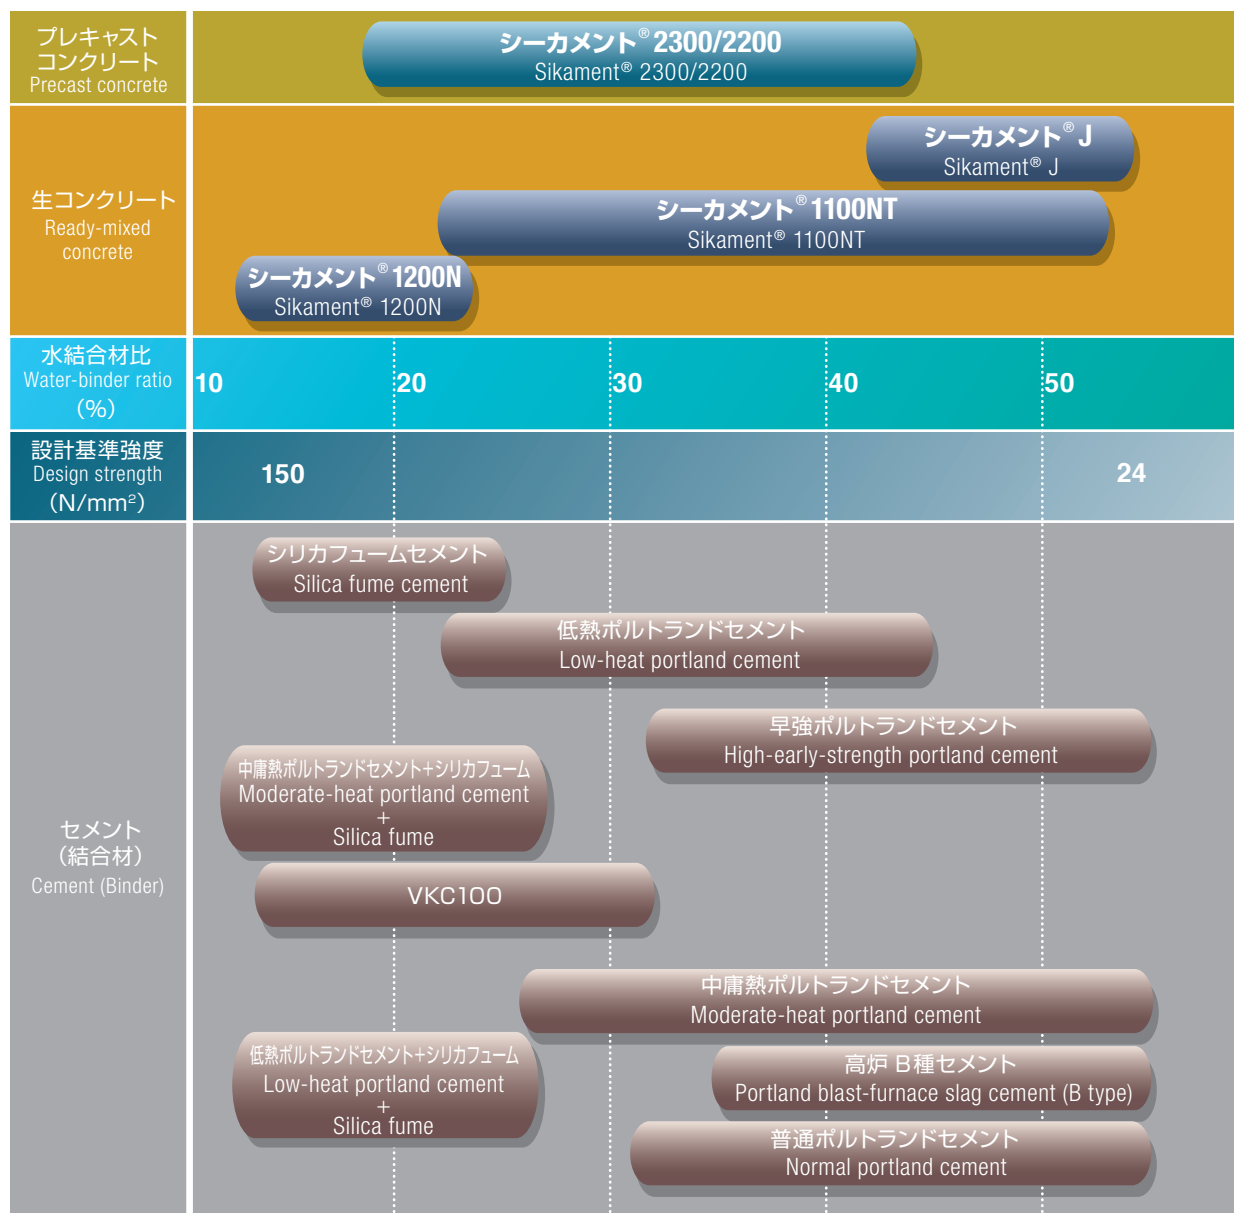 プレキャスト
コンクリート
Precast concrete
シーカメント® 2300/2200
Sikament® 2300/2200
生コンクリート
Ready-mixed
concrete
シーカメント® J
Sikament® J
シーカメント® 1100NT
Sikament® 1100NT
シーカメント® 1200N
Sikament® 1200N
水結合材比
Water-binder ratio
（%）
10 20 30 40 50
設計基準強度
Design strength
（N/mm²）
150 24
セメント
（結合材）
Cement (Binder)
シリカフュームセメント
Silica fume cement
低熱ポルトランドセメント
Low-heat portland cement
早強ポルトランドセメント
High-early-strength portland cement
中庸熱ポルトランドセメント+シリカフューム
Moderate-heat portland cement
+
Silica fume
VKC100
中庸熱ポルトランドセメント
Moderate-heat portland cement
低熱ポルトランドセメント+シリカフューム
Low-heat portland cement
+
Silica fume
高炉 B種セメント
Portland blast-furnace slag cement (B type)
普通ポルトランドセメント
Normal portland cement